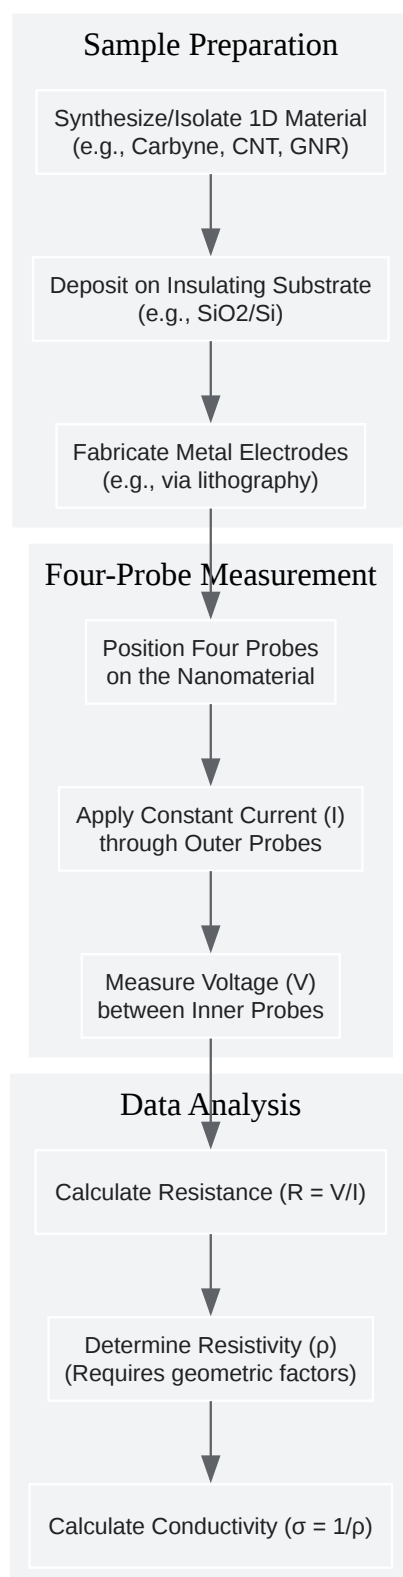 Sample Preparation
Synthesize/Isolate 1D Material
(e.g., Carbyne, CNT, GNR)
Deposit on Insulating Substrate
(e.g., SiO2/Si)
Fabricate Metal Electrodes
(e.g., via lithography)
Four-Probe Measurement
Position Four Probes
on the Nanomaterial
Apply Constant Current (I)
through Outer Probes
Measure Voltage (V)
between Inner Probes
Data Analysis
Calculate Resistance (R = V/I)
Determine Resistivity (ρ)
(Requires geometric factors)
Calculate Conductivity (σ = 1/ρ)